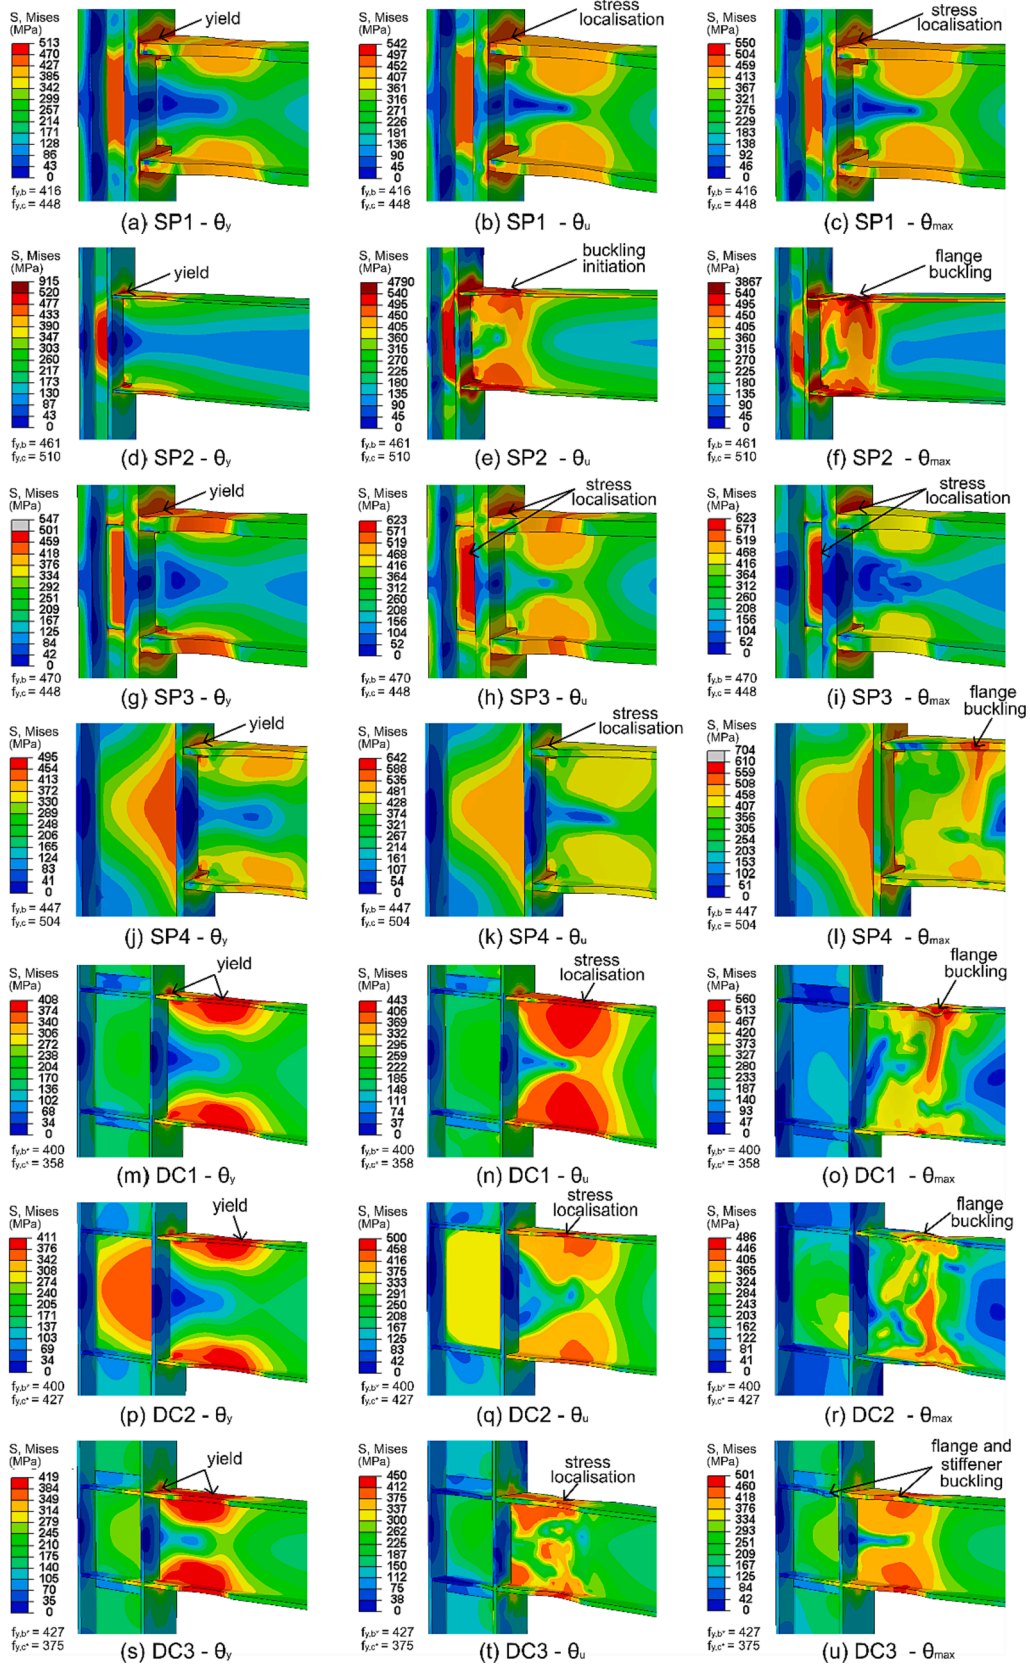 S, Mises
(MPa)
513
470
427
385
342
299
257
214
171
128
86
43
0
fy,b = 416
fy,c = 448
yield
(a) SP1 - θy
S, Mises
(MPa)
542
497
452
407
361
316
271
226
181
136
90
45
0
fy,b = 416
fy,c = 448
stress
localisation
(b) SP1 - θu
S, Mises
(MPa)
550
504
459
413
367
321
275
229
183
138
92
46
0
fy,b = 416
fy,c = 448
stress
localisation
(c) SP1 - θmax
S, Mises
(MPa)
915
520
477
433
390
347
303
260
217
173
130
87
43
0
fy,b = 461
fy,c = 510
yield
(d) SP2 - θy
S, Mises
(MPa)
4790
540
495
450
405
360
315
270
225
180
135
90
45
0
fy,b = 461
fy,c = 510
buckling
initiation
(e) SP2 - θu
S, Mises
(MPa)
3867
540
495
450
405
360
315
270
225
180
135
90
45
0
fy,b = 461
fy,c = 510
flange
buckling
(f) SP2 - θmax
S, Mises
(MPa)
547
501
459
418
376
334
292
251
209
167
125
84
42
0
fy,b = 470
fy,c = 448
yield
(g) SP3 - θy
S, Mises
(MPa)
623
571
519
468
416
364
312
260
208
156
104
52
0
fy,b = 470
fy,c = 448
stress
localisation
(h) SP3 - θu
S, Mises
(MPa)
623
571
519
468
416
364
312
260
208
156
104
52
0
fy,b = 470
fy,c = 448
stress
localisation
(i) SP3 - θmax
S, Mises
(MPa)
495
454
413
372
330
289
248
206
165
124
83
41
0
fy,b = 447
fy,c = 504
yield
(j) SP4 - θy
S, Mises
(MPa)
642
588
535
481
428
374
321
267
214
161
107
54
0
fy,b = 447
fy,c = 504
stress
localisation
(k) SP4 - θu
S, Mises
(MPa)
704
610
559
508
458
407
356
305
254
203
153
102
51
0
fy,b = 447
fy,c = 504
flange
buckling
(l) SP4 - θmax
S, Mises
(MPa)
408
374
340
306
272
238
204
170
136
102
68
34
0
fy,b* = 400
fy,c* = 358
yield
(m) DC1 - θy
S, Mises
(MPa)
443
406
369
332
295
259
222
185
148
111
74
37
0
fy,b* = 400
fy,c* = 358
stress
localisation
(n) DC1 - θu
S, Mises
(MPa)
560
513
467
420
373
327
280
233
187
140
93
47
0
fy,b* = 400
fy,c* = 358
flange
buckling
(o) DC1 - θmax
S, Mises
(MPa)
411
376
342
308
274
240
205
171
137
103
69
34
0
fy,b* = 400
fy,c* = 427
yield
(p) DC2 - θy
S, Mises
(MPa)
500
458
416
375
333
291
250
208
167
125
83
42
0
fy,b* = 400
fy,c* = 427
stress
localisation
(q) DC2 - θu
S, Mises
(MPa)
486
446
405
365
324
284
243
203
162
122
81
41
0
fy,b* = 400
fy,c* = 427
flange
buckling
(r) DC2 - θmax
S, Mises
(MPa)
419
384
349
314
279
245
210
175
140
105
70
35
0
fy,b* = 427
fy,c* = 375
yield
(s) DC3 - θy
S, Mises
(MPa)
450
412
375
337
300
262
225
187
150
112
75
38
0
fy,b* = 427
fy,c* = 375
stress
localisation
(t) DC3 - θu
S, Mises
(MPa)
501
460
418
376
334
293
251
209
167
125
84
42
0
fy,b* = 427
fy,c* = 375
flange and
stiffener
buckling
(u) DC3 - θmax